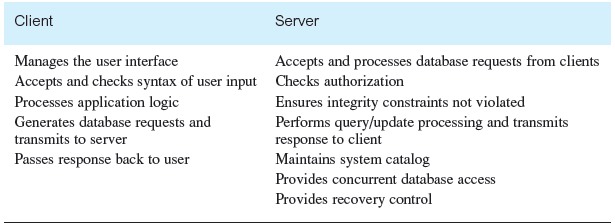 Client Server
Manages the user interface Accepts and processes database requests from clients
Accepts and checks syntax of user input Checks authorization
Processes application logic Ensures integrity constraints not violated
Generates database requests and Performs query/update processing and transmits
transmits to server response to client
Passes response back to user Maintains system catalog
Provides concurrent database access
Provides recovery control